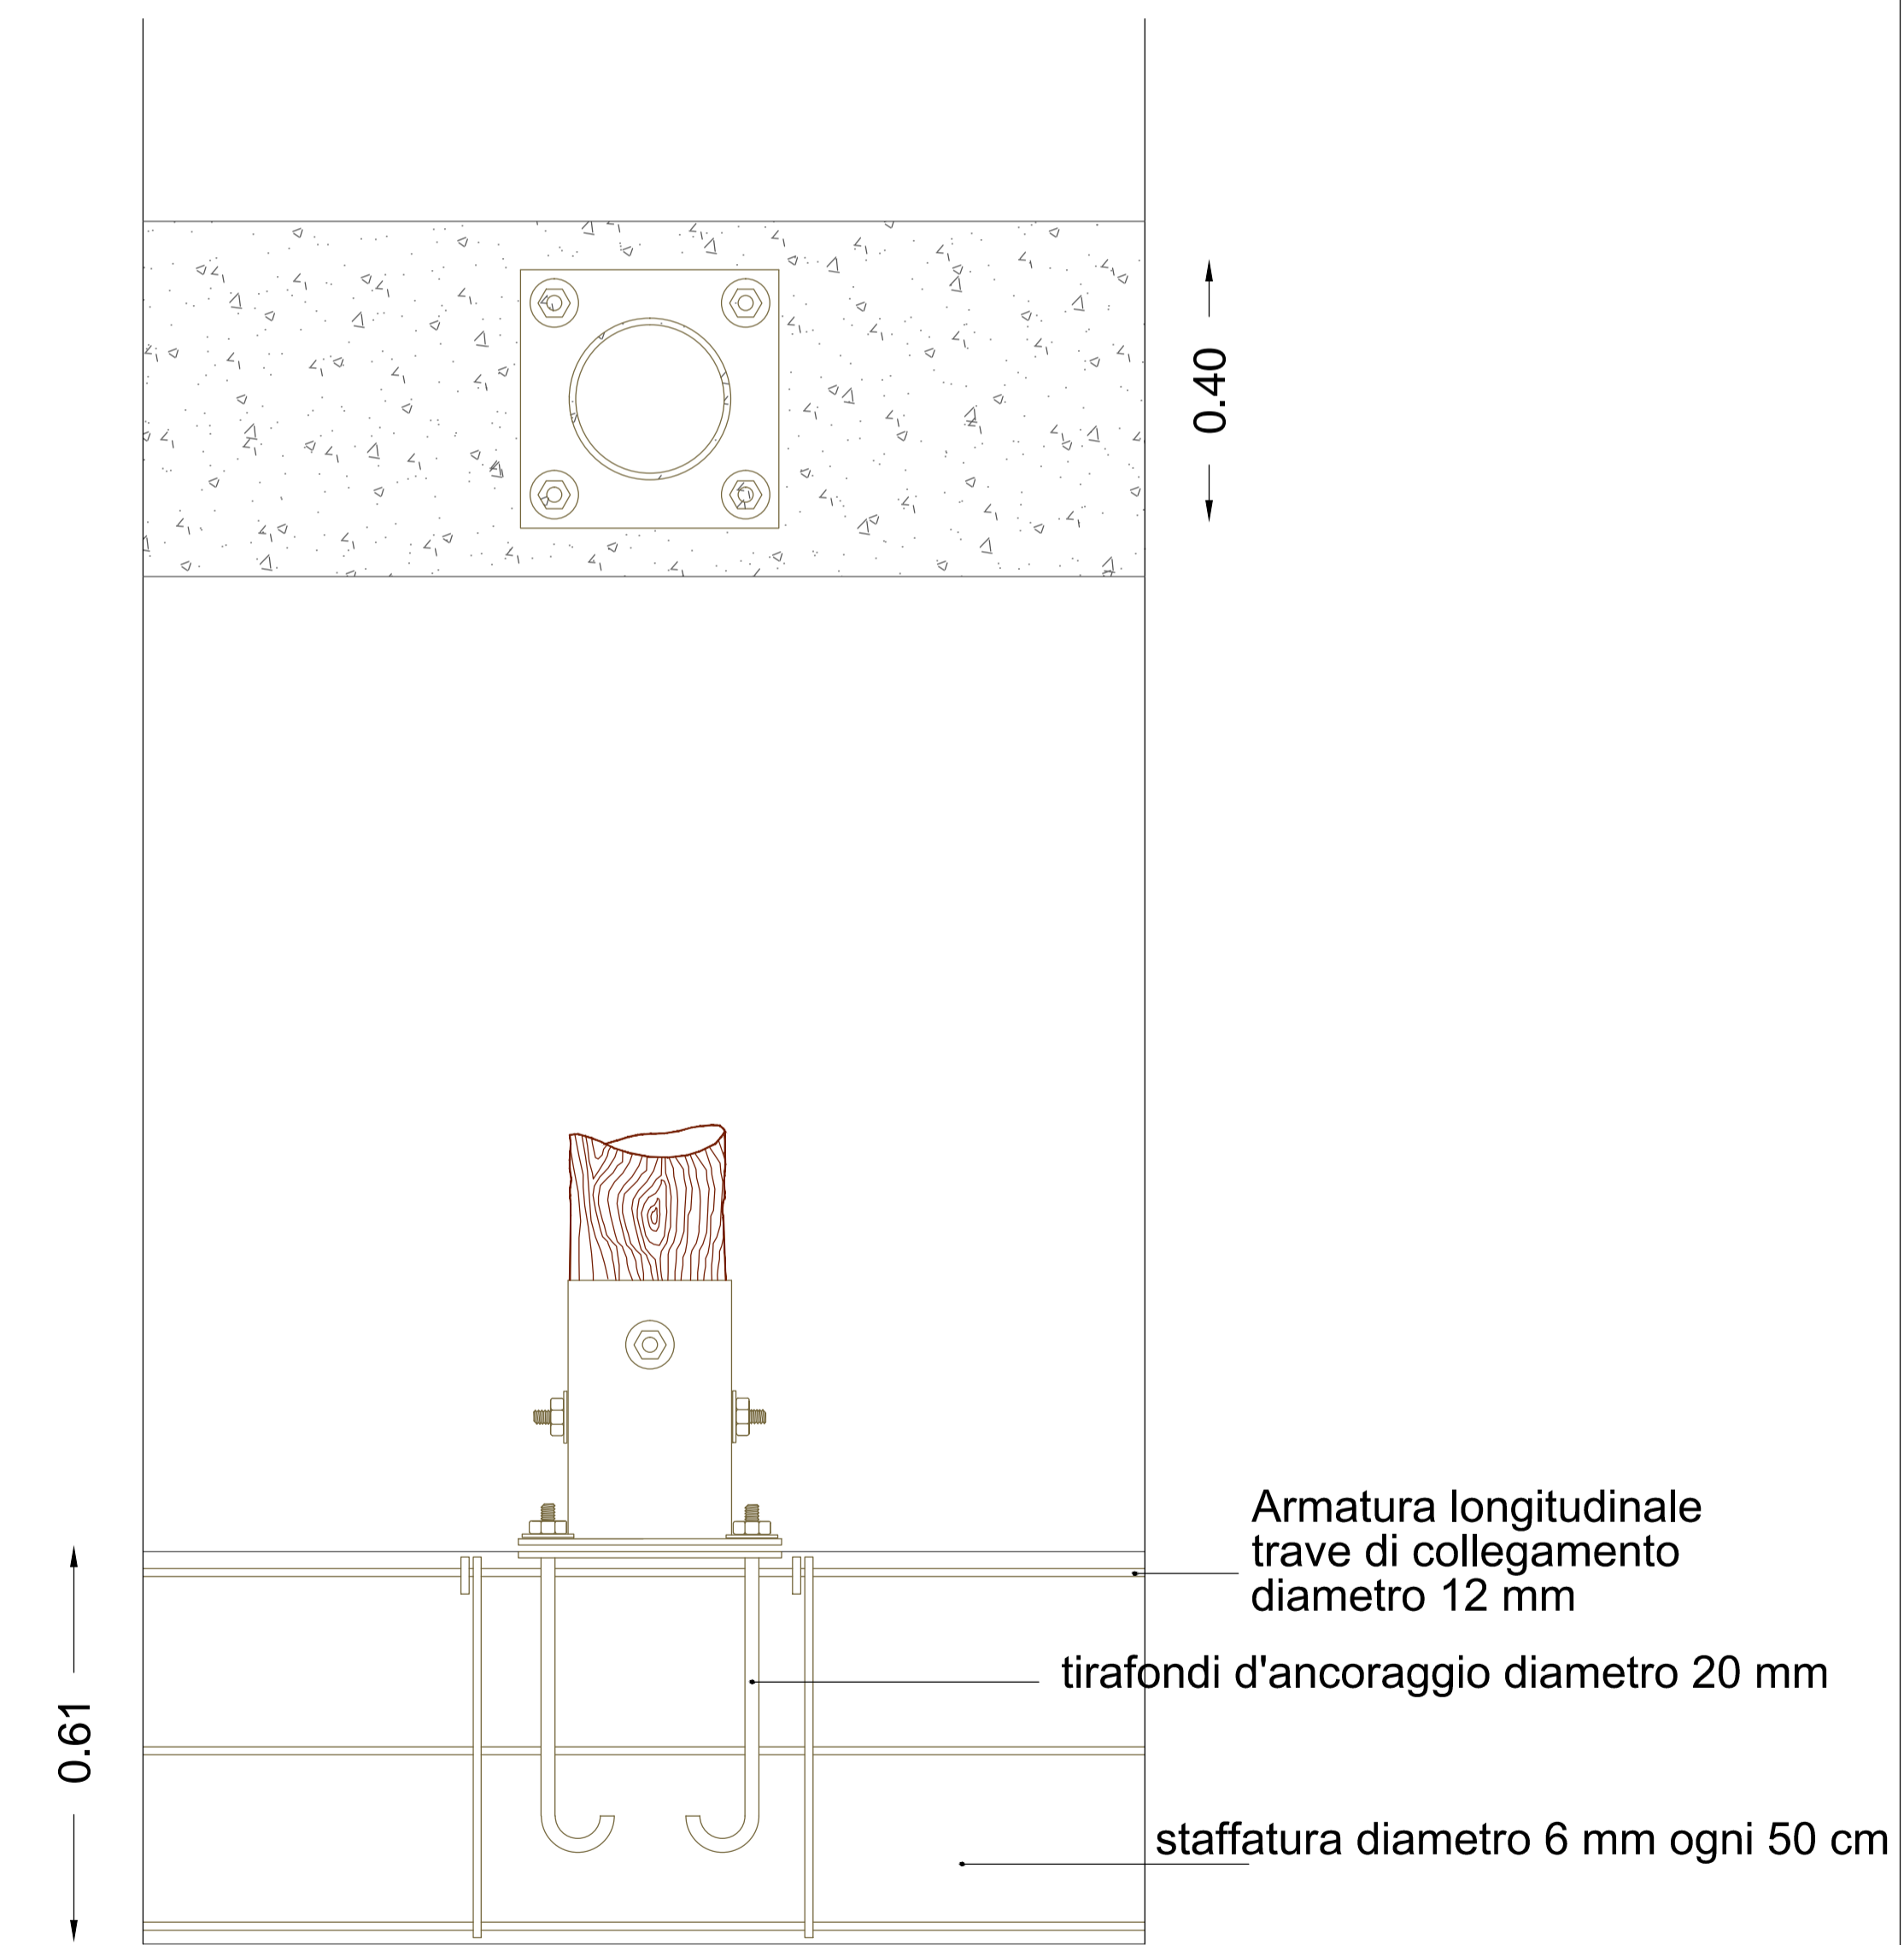 0.40
Armatura longitudinale
trave di collegamento
diametro 12 mm
tirafondi d'ancoraggio diametro 20 mm
0.61
staffatura diametro 6 mm ogni 50 cm